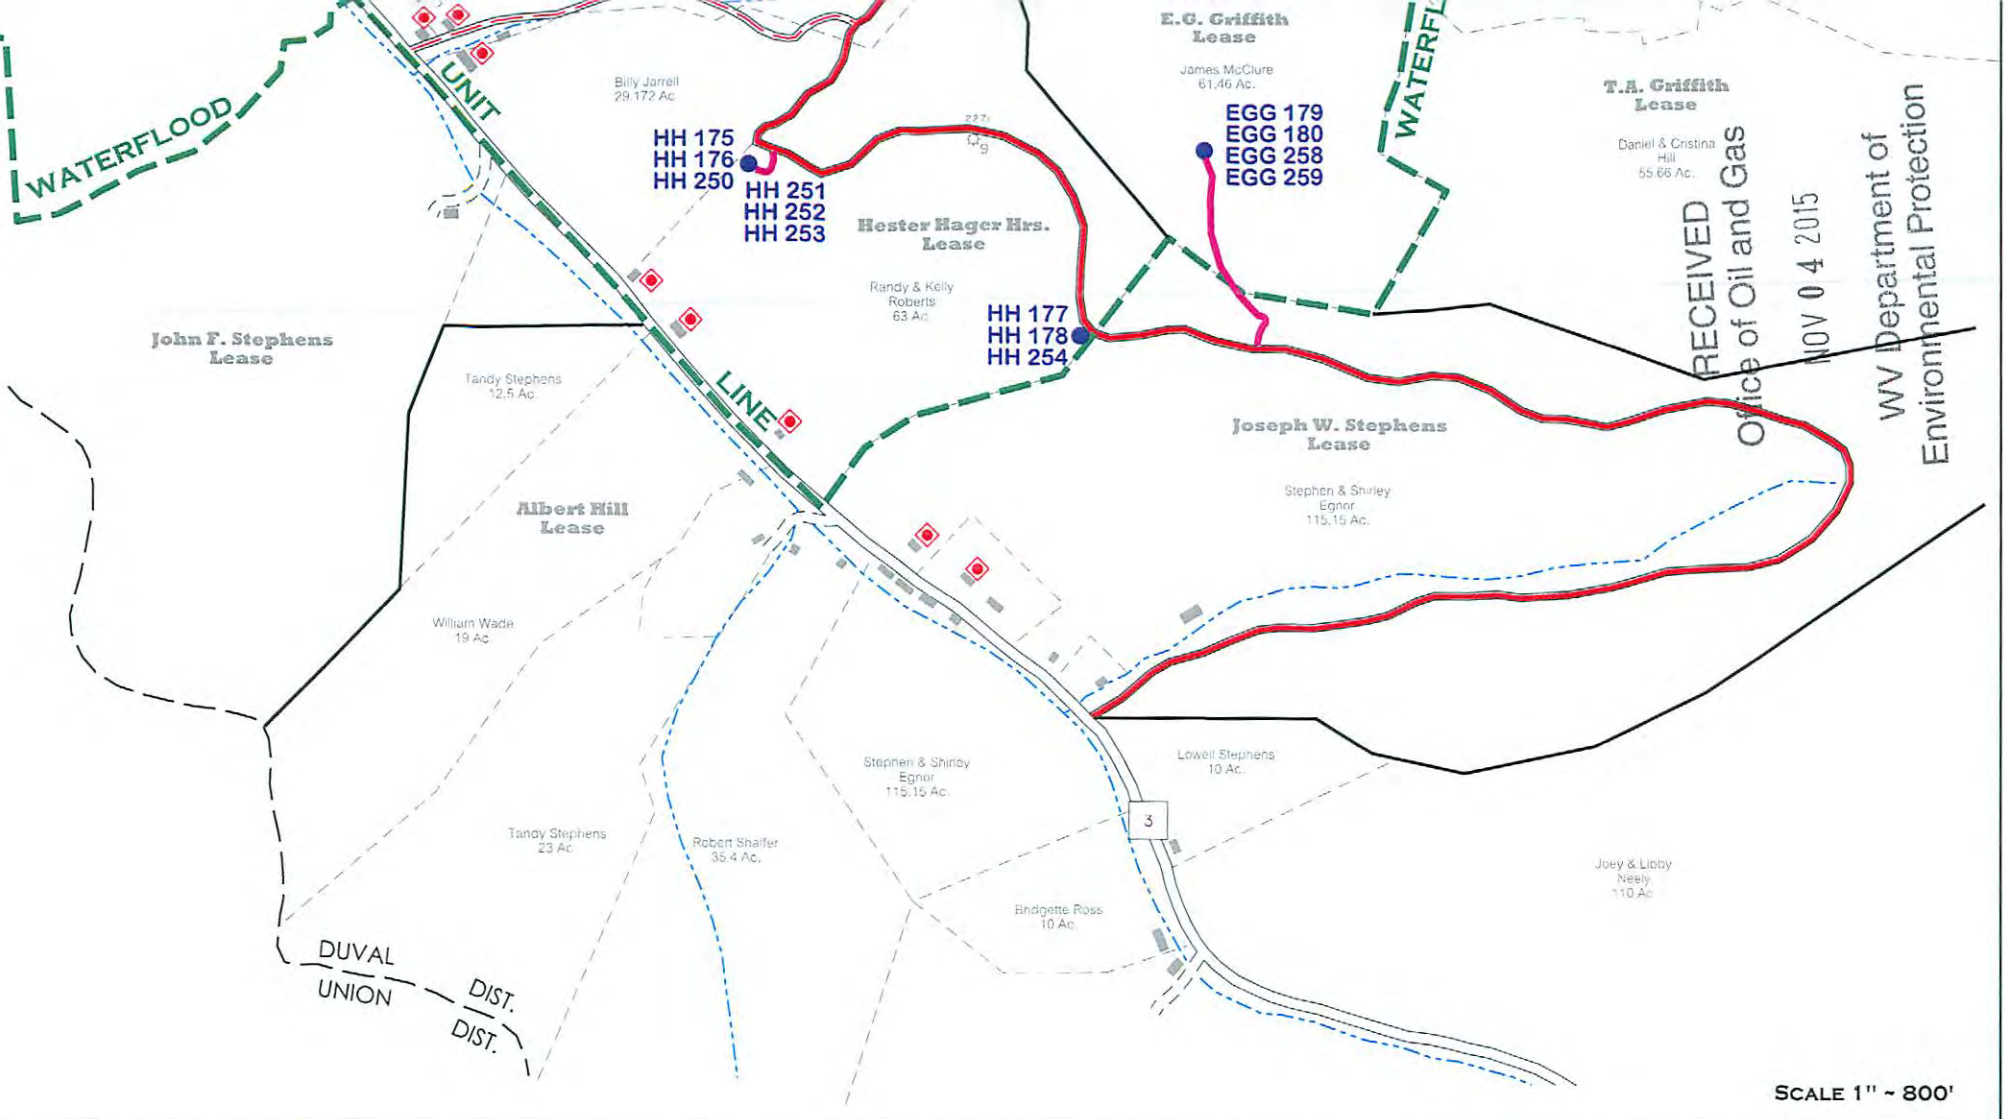 E.G. Griffith
Lease
James McClure
61.46 Ac.
WATERFL
T.A. Griffith
Lease
Daniel & Cristina
Hill
55.66 Ac.
UNIT
WATERFLOOD
Billy Jarrell
29.172 Ac
HH 175
HH 176
HH 250
HH 251
HH 252
HH 253
9
EGG 179
EGG 180
EGG 258
EGG 259
Hester Hager Hrs.
Lease
Randy & Kelly
Roberts
63 Ac
HH 177
HH 178
HH 254
RECEIVED
Office of Oil and Gas
NOV 04 2015
WV Department of
Environmental Protection
John F. Stephens
Lease
Tandy Stephens
12.5 Ac
LINE
Joseph W. Stephens
Lease
Stephen & Shirley
Egnor
115.15 Ac.
Albert Hill
Lease
William Wade
19 Ac
Stephen & Shirley
Egnor
115.15 Ac.
Lowell Stephens
10 Ac.
3
Tandy Stephens
23 Ac
Robert Shaffer
35.4 Ac.
Joey & Libby
Neely
110 Ac
Bridgette Ross
10 Ac
DUVAL DIST.
UNION DIST.
SCALE 1" ~ 800'